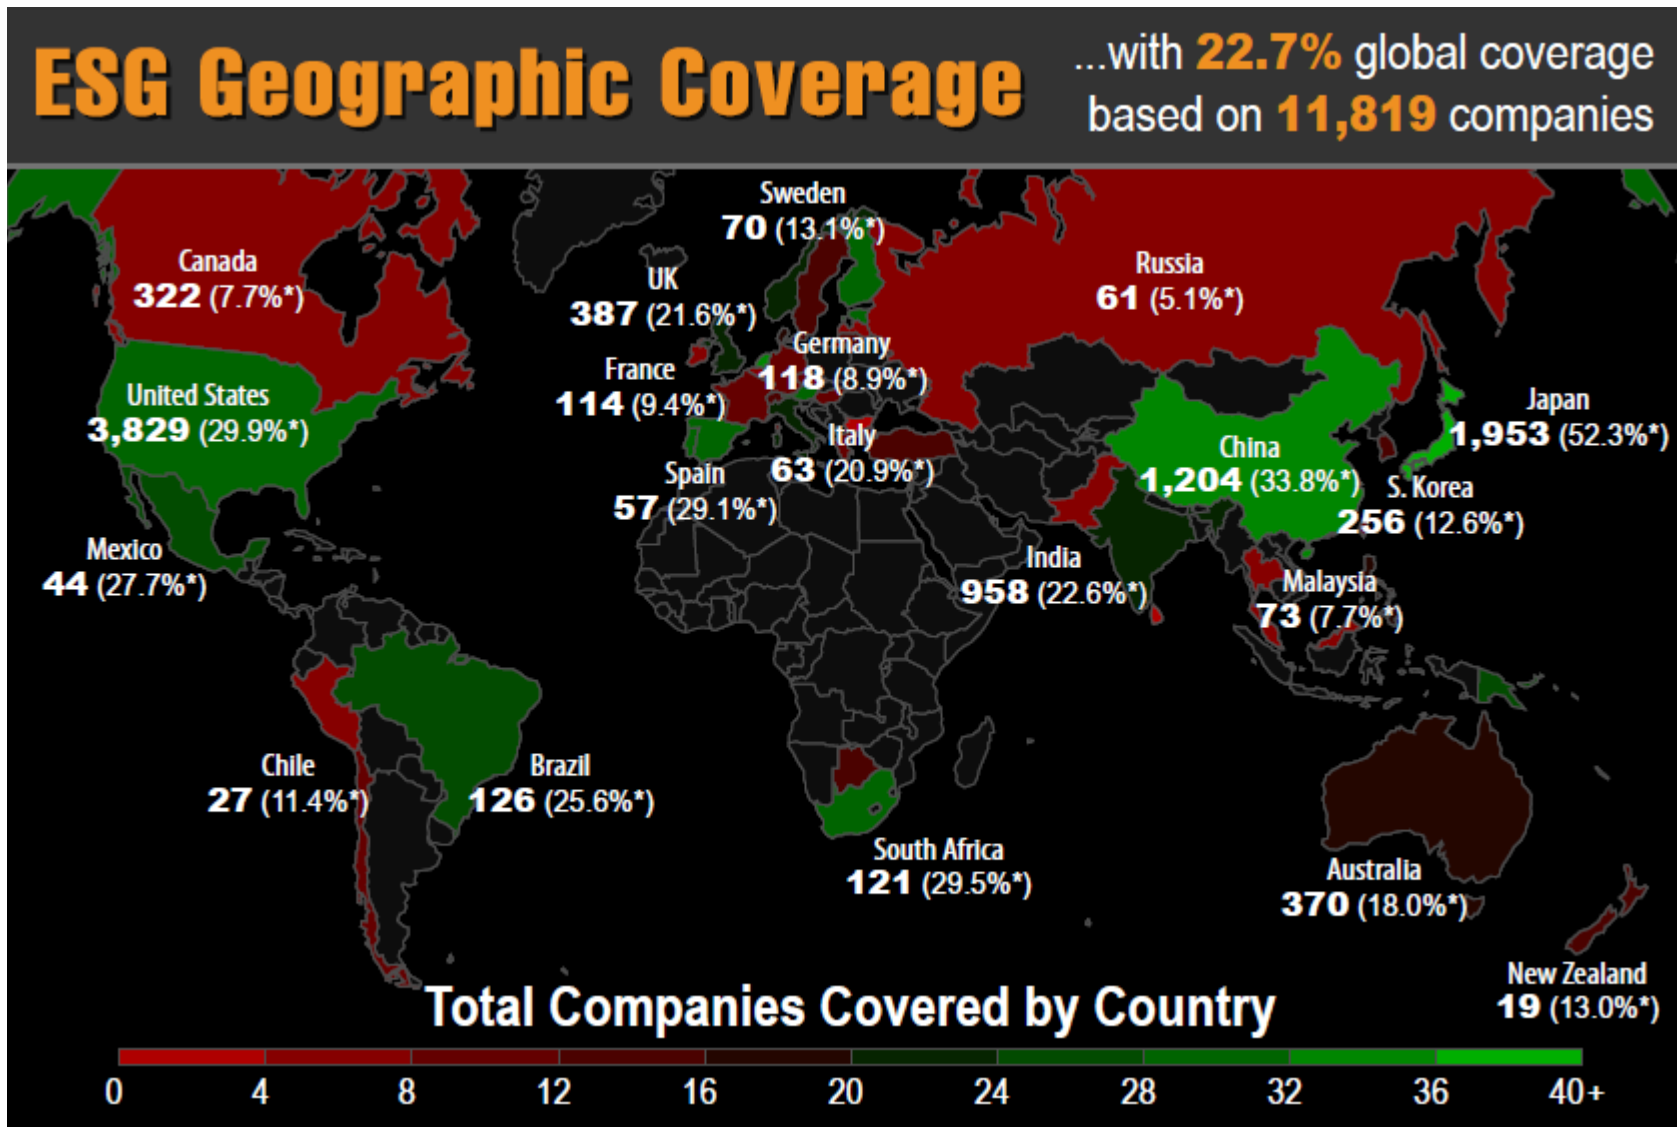 ESG Geographic Coverage
...with 22.7% global coverage
based on 11,819 companies
Sweden
70 (13.1%*)
Canada
322 (7.7%*)
UK
387 (21.6%*)
Russia
61 (5.1%*)
Germany
118 (8.9%*)
France
114 (9.4%*)
United States
3,829 (29.9%*)
Japan
1,953 (52.3%*)
Italy
63 (20.9%*)
China
1,204 (33.8%*)
Spain
57 (29.1%*)
S. Korea
256 (12.6%*)
Mexico
44 (27.7%*)
India
958 (22.6%*)
Malaysia
73 (7.7%*)
Chile
27 (11.4%*)
Brazil
126 (25.6%*)
South Africa
121 (29.5%*)
Australia
370 (18.0%*)
New Zealand
19 (13.0%*)
Total Companies Covered by Country
0 4 8 12 16 20 24 28 32 36 40+